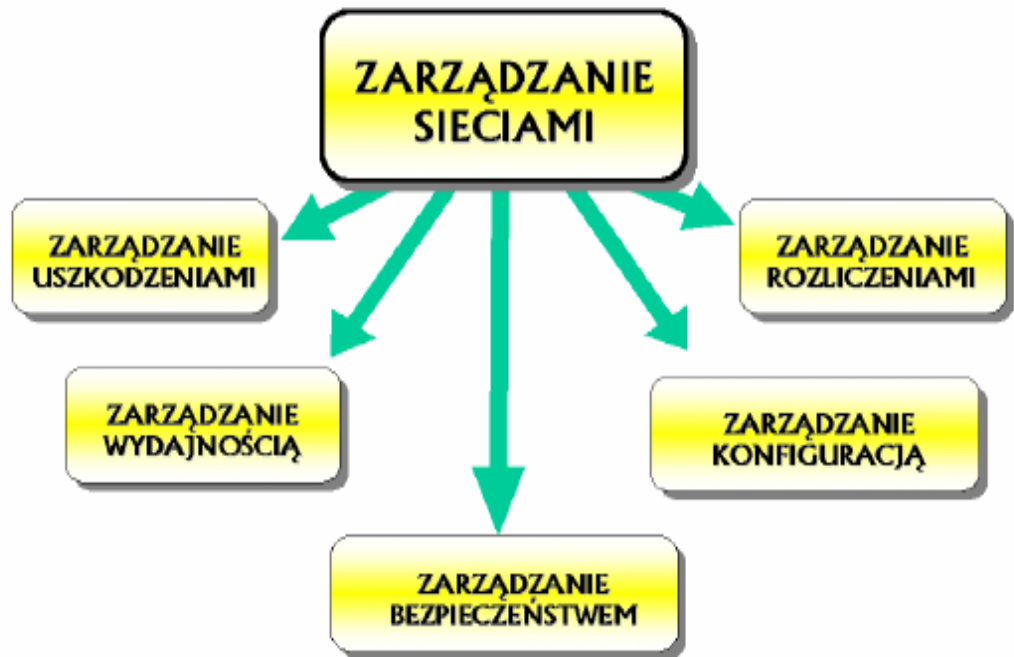 ZARZĄDZANIE
SIECIAMI
ZARZĄDZANIE
USZKODZENIAMI
ZARZĄDZANIE
ROZLICZENIAMI
ZARZĄDZANIE
WYDAJNOŚCIĄ
ZARZĄDZANIE
KONFIGURACJĄ
ZARZĄDZANIE
BEZPIECZEŃSTWEM